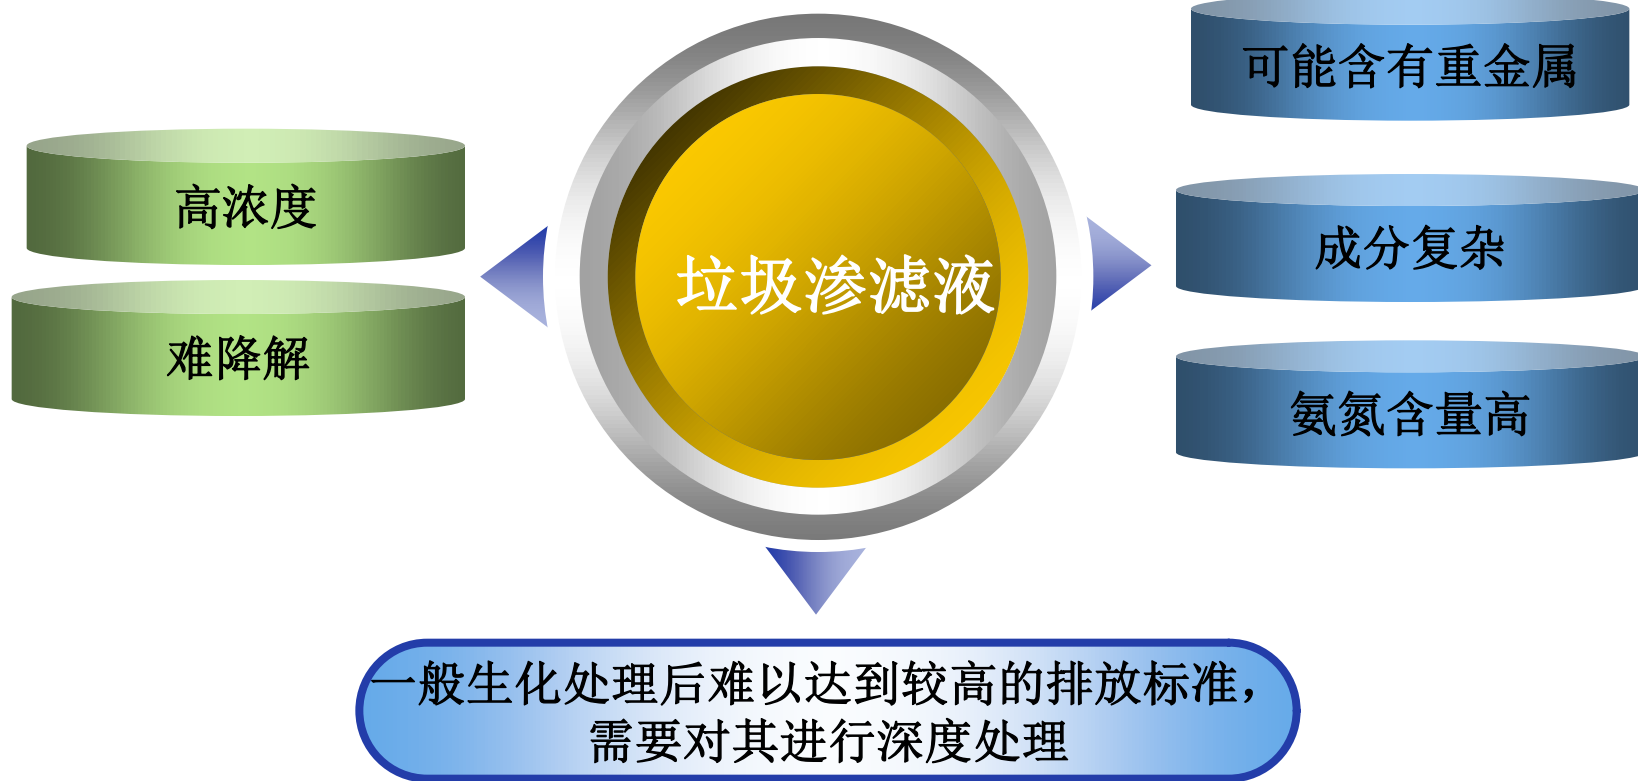 高浓度
难降解
垃圾渗滤液
可能含有重金属
成分复杂
氨氮含量高
一般生化处理后难以达到较高的排放标准，
需要对其进行深度处理